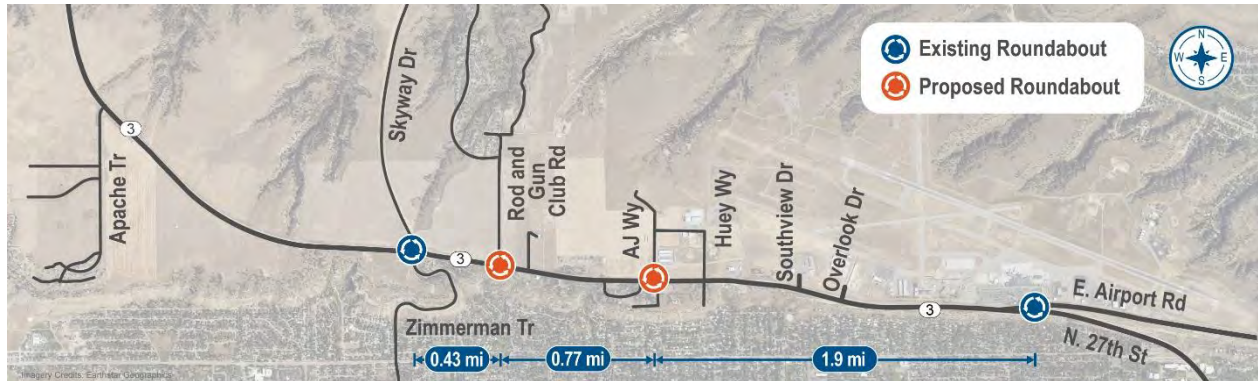 Existing Roundabout
Proposed Roundabout
N
W E
S
3
Apache Tr
Skyway Dr
Rod and
Gun
Club Rd
AJ Wy
Huey Wy
Southview Dr
Overlook Dr
3
3
E. Airport Rd
N. 27th St
Zimmerman Tr
0.43 mi
0.77 mi
1.9 mi
Imagery Credits: Earthstar Geographics